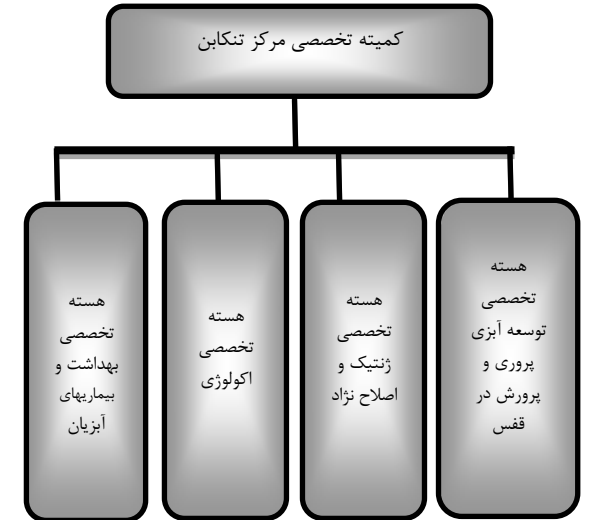 کمیته تخصصی مرکز تنکابن
هسته
تخصصی
توسعه آبزی
پروری و
پرورش در
قفس
هسته
تخصصی
ژنتیک و
اصلاح نژاد
هسته
تخصصی
اکولوژی
هسته
تخصصی
بهداشت و
بیماریهای
آبزیان